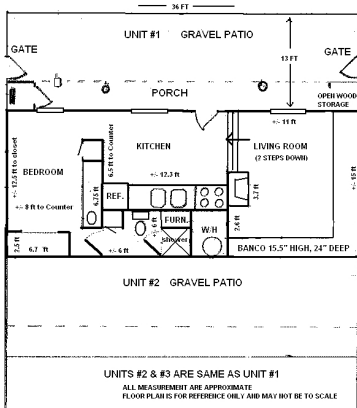 36 FT
UNIT #1 GRAVEL PATIO
GATE
GATE
13 FT
PORCH
OPEN WOOD
STORAGE
+/- 11 ft
KITCHEN
LIVING ROOM
(2 STEPS DOWN)
+/- 12.5 ft to closet
6.5 ft to Counter
BEDROOM
+/- 12.3 ft
+/- 15 ft
+/- 8 ft to Counter
6.75 ft
REF.
3.7 ft
FURN.
+/- 6 ft
W/H
2.6 ft
shower
2.5 ft
6.7 ft
+/- 6 ft
BANCO 15.5" HIGH, 24" DEEP
UNIT #2 GRAVEL PATIO
UNITS #2 & #3 ARE SAME AS UNIT #1
ALL MEASUREMENT ARE APPROXIMATE
FLOOR PLAN IS FOR REFERENCE ONLY AND MAY NOT BE TO SCALE